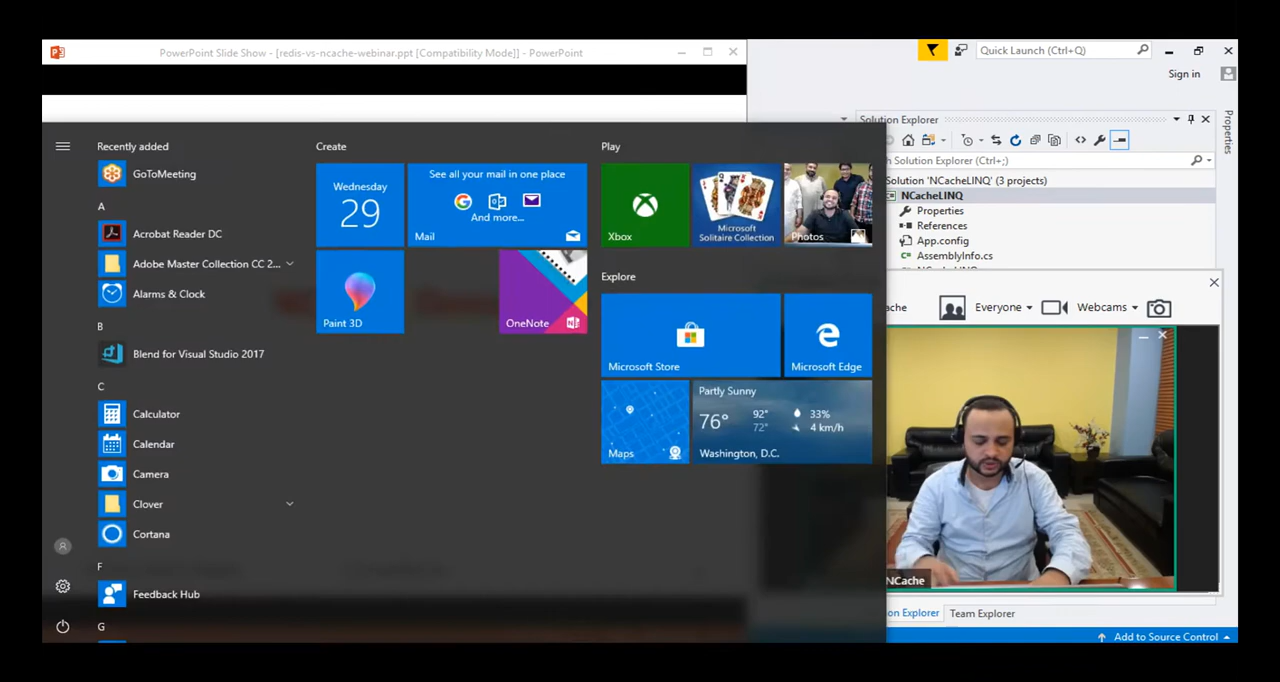 PowerPoint Slide Show - [redis-vs-ncache-webinar.ppt [Compatibility Mode]] - PowerPoint
Quick Launch (Ctrl+Q)
Sign in
Solution Explorer
Properties
Solution Explorer (Ctrl+;)
Solution 'NCacheLINQ' (3 projects)
NCacheLINQ
Properties
References
App.config
AssemblyInfo.cs
Recently added
GoToMeeting
A
Acrobat Reader DC
Adobe Master Collection CC 2...
Alarms & Clock
B
Blend for Visual Studio 2017
C
Calculator
Calendar
Camera
Clover
Cortana
F
Feedback Hub
G
Create
Wednesday
29
See all your mail in one place
And more...
Mail
Paint 3D
OneNote
Play
Xbox
Microsoft
Solitaire Collection
Photos
Explore
Microsoft Store
Microsoft Edge
Maps
Partly Sunny
76°
92°
72°
33%
4 km/h
Washington, D.C.
Everyone
Webcams
NCache
Team Explorer
Add to Source Control